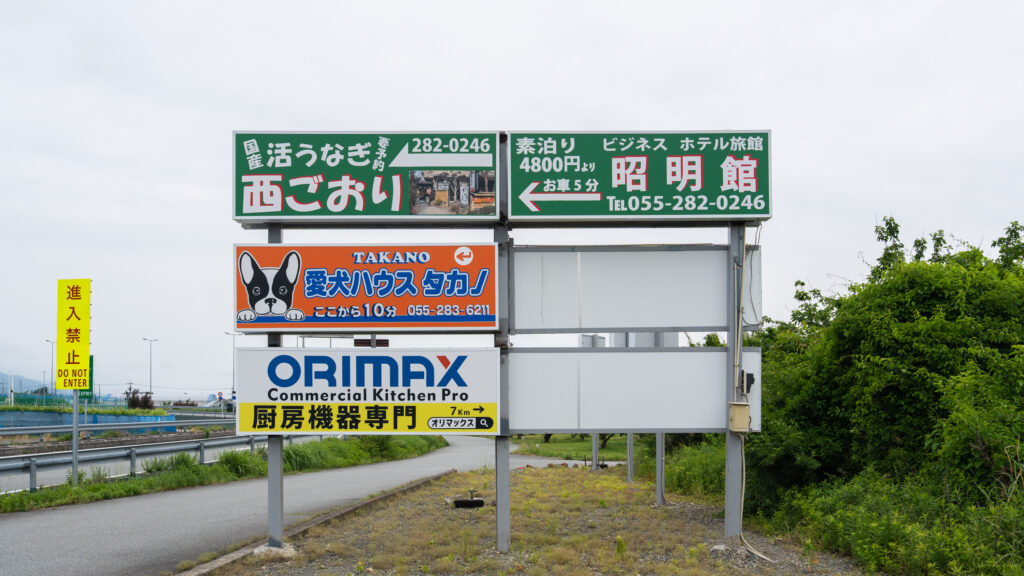 国産 活うなぎ 要予約 282-0246
西ごおり
素泊り ビジネス ホテル旅館
4800円より
お車5分 昭明館
TEL055-282-0246
TAKANO
愛犬ハウス タカノ
ここから10分 055-283-6211
ORIMAX
Commercial Kitchen Pro
厨房機器専門
7Km
オリマックス
進入禁止
DO NOT
ENTER